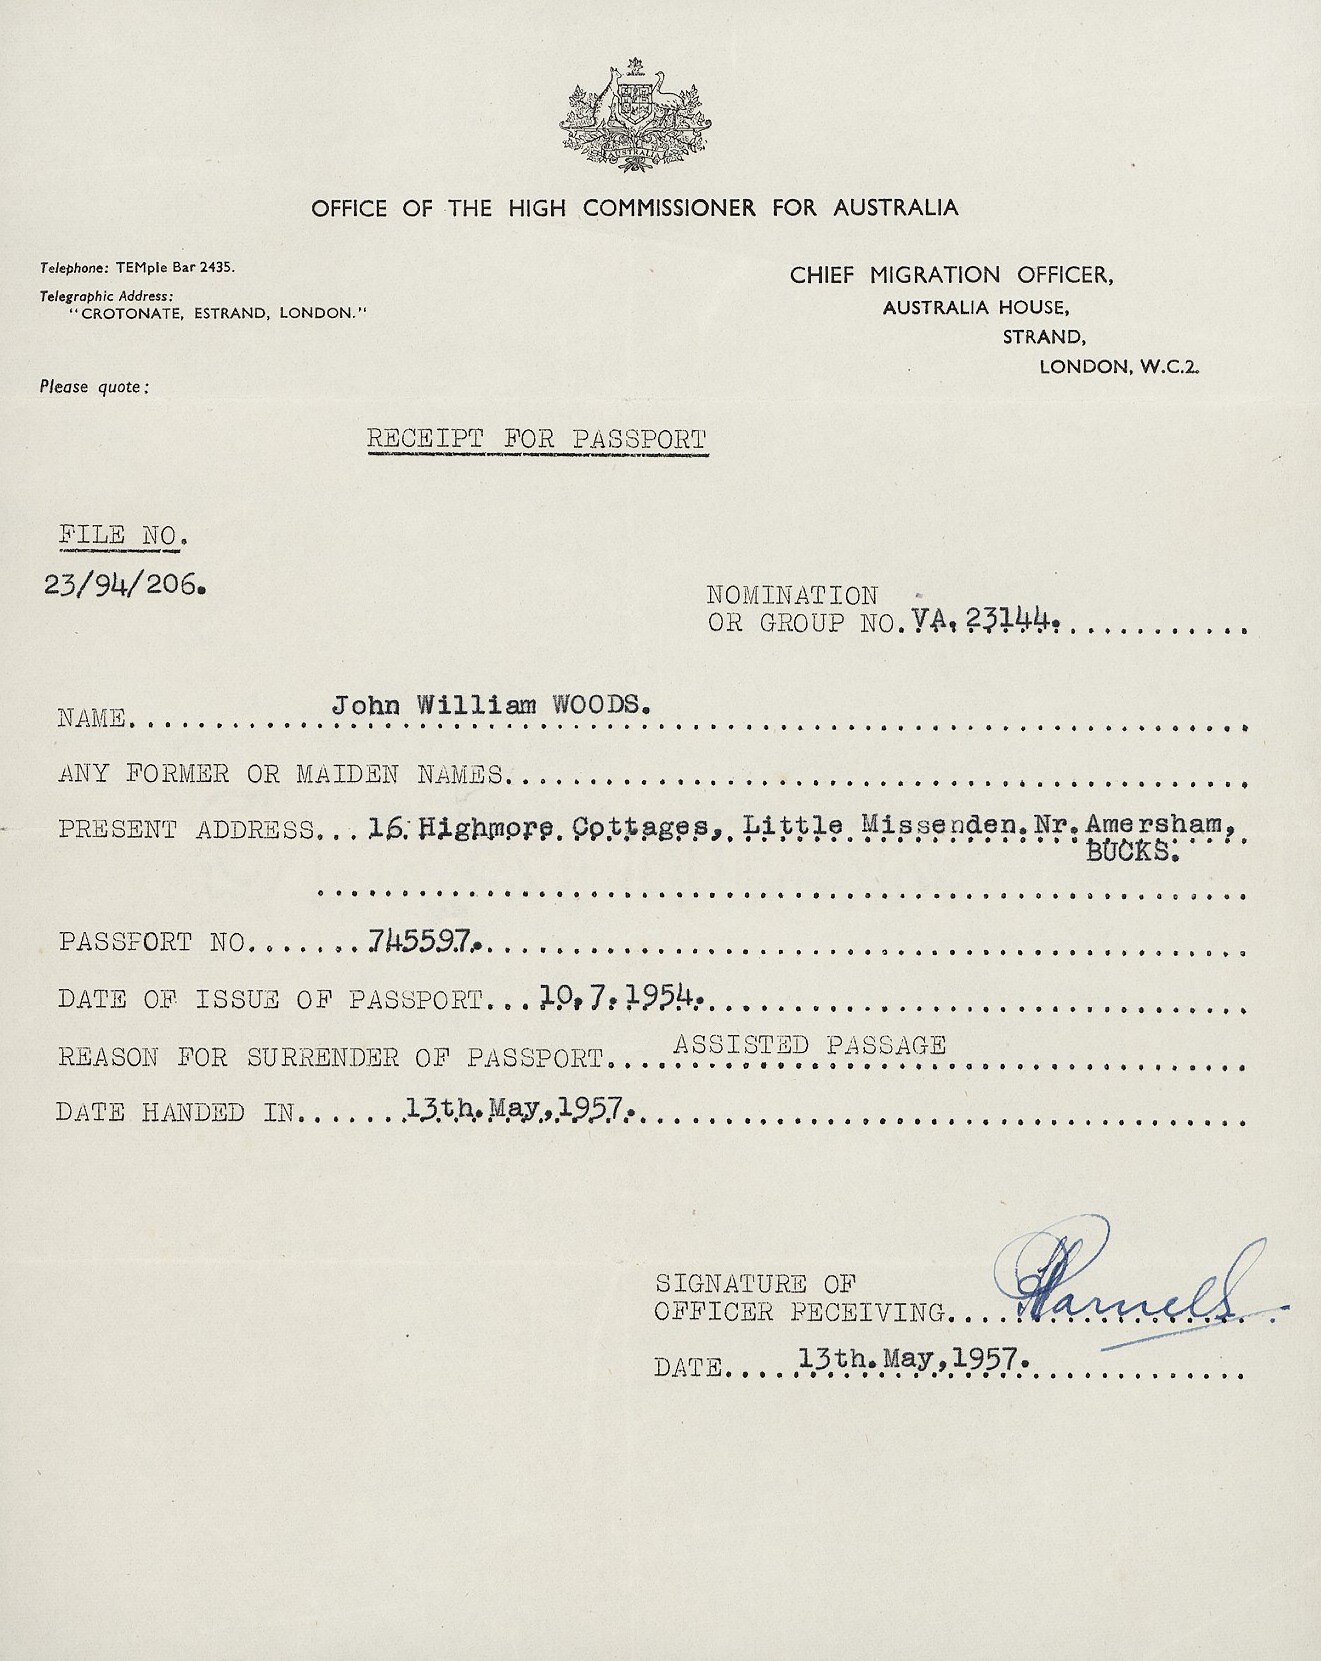 AUSTRALIA
OFFICE OF THE HIGH COMMISSIONER FOR AUSTRALIA
Telephone: TEMple Bar 2435.
Telegraphic Address:
"CROTONATE, ESTRAND, LONDON."
Please quote:
CHIEF MIGRATION OFFICER,
AUSTRALIA HOUSE,
STRAND,
LONDON, W.C.2.
RECEIPT FOR PASSPORT
FILE NO.
23/94/206.
NOMINATION
OR GROUP NO. VA. 23144.
NAME John William WOODS.
ANY FORMER OR MAIDEN NAMES
PRESENT ADDRESS... 16. Highmore Cottages, Little Missenden. Nr. Amersham,
BUCKS.
PASSPORT NO. 745597.
DATE OF ISSUE OF PASSPORT... 10.7.1954.
REASON FOR SURRENDER OF PASSPORT.... ASSISTED PASSAGE
DATE HANDED IN...... 13th. May, 1957.
SIGNATURE OF
OFFICER RECEIVING....
DATE.... 13th. May, 1957.